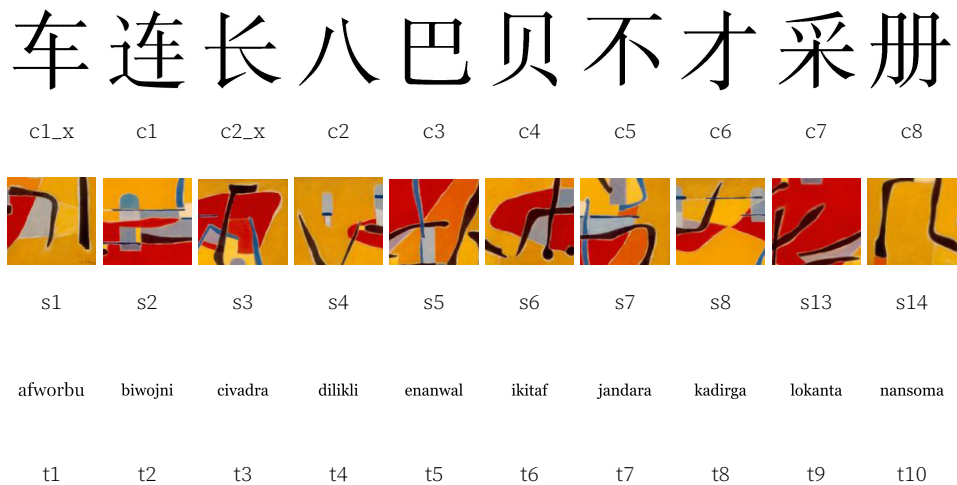 车 连 长 八 巴 贝 不 才 采 册
c1_x c1 c2_x c2 c3 c4 c5 c6 c7 c8
s1 s2 s3 s4 s5 s6 s7 s8 s13 s14
afworbu biwojni civadra dilikli enanwal ikitaf jandara kadirga lokanta nansoma
t1 t2 t3 t4 t5 t6 t7 t8 t9 t10